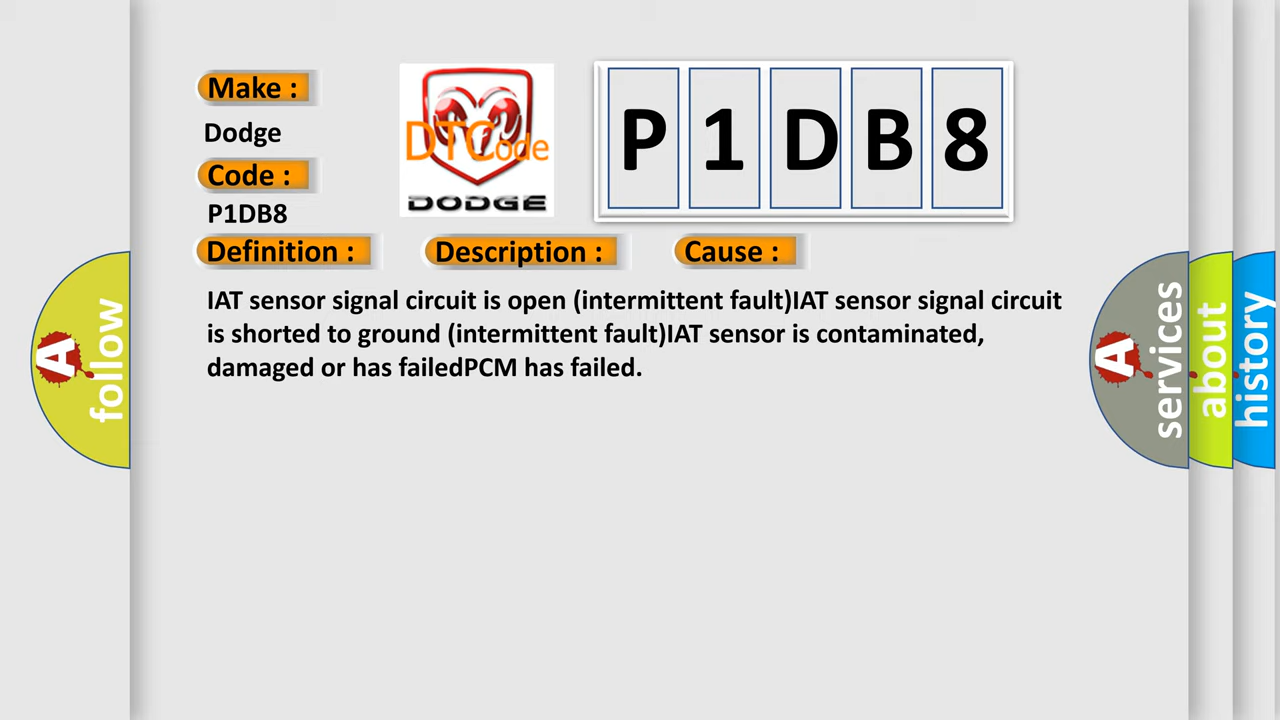 Make :
Dodge
Code :
P1DB8
DTCode
DODGE
P 1 D B 8
Definition :
Description :
Cause :
IAT sensor signal circuit is open (intermittent fault)IAT sensor signal circuit
is shorted to ground (intermittent fault)IAT sensor is contaminated,
damaged or has failedPCM has failed.
A follow
A services
about
history